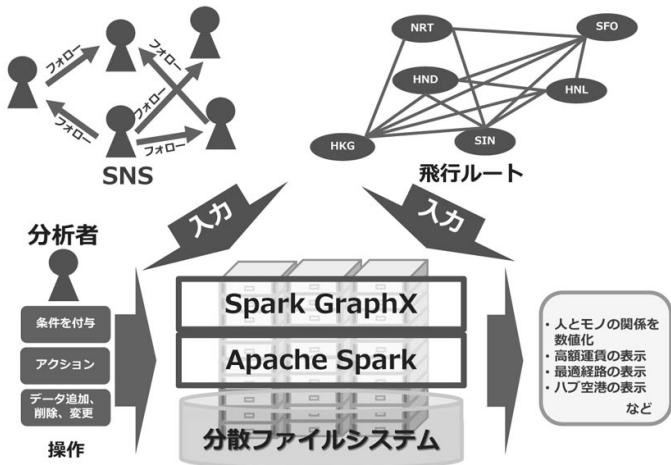 フォロー
フォロー
フォロー
フォロー
フォロー
SNS
NRT
SFO
HND
HNL
HKG
SIN
飛行ルート
入力
入力
分析者
条件を付与
アクション
データ追加、
削除、変更
操作
Spark GraphX
Apache Spark
分散ファイルシステム
・人とモノの関係を
数値化
・高額運賃の表示
・最適経路の表示
・ハブ空港の表示
など